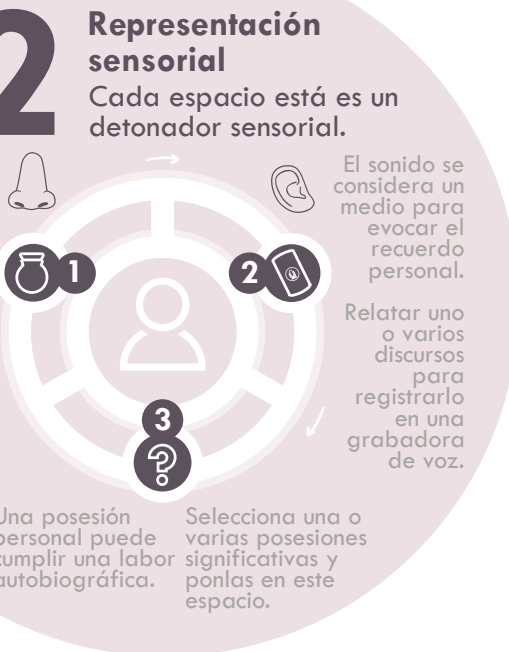 2
Representación
sensorial
Cada espacio está es un
detonador sensorial.
El sonido se
considera un
medio para
evocar el
recuerdo
personal.
1
2
Relatar uno
o varios
discursos
para
registrarlo
en una
grabadora
de voz.
3
?
Una posesión
personal puede
cumplir una labor
autobiográfica.
Selecciona una o
varias posesiones
significativas y
ponlas en este
espacio.